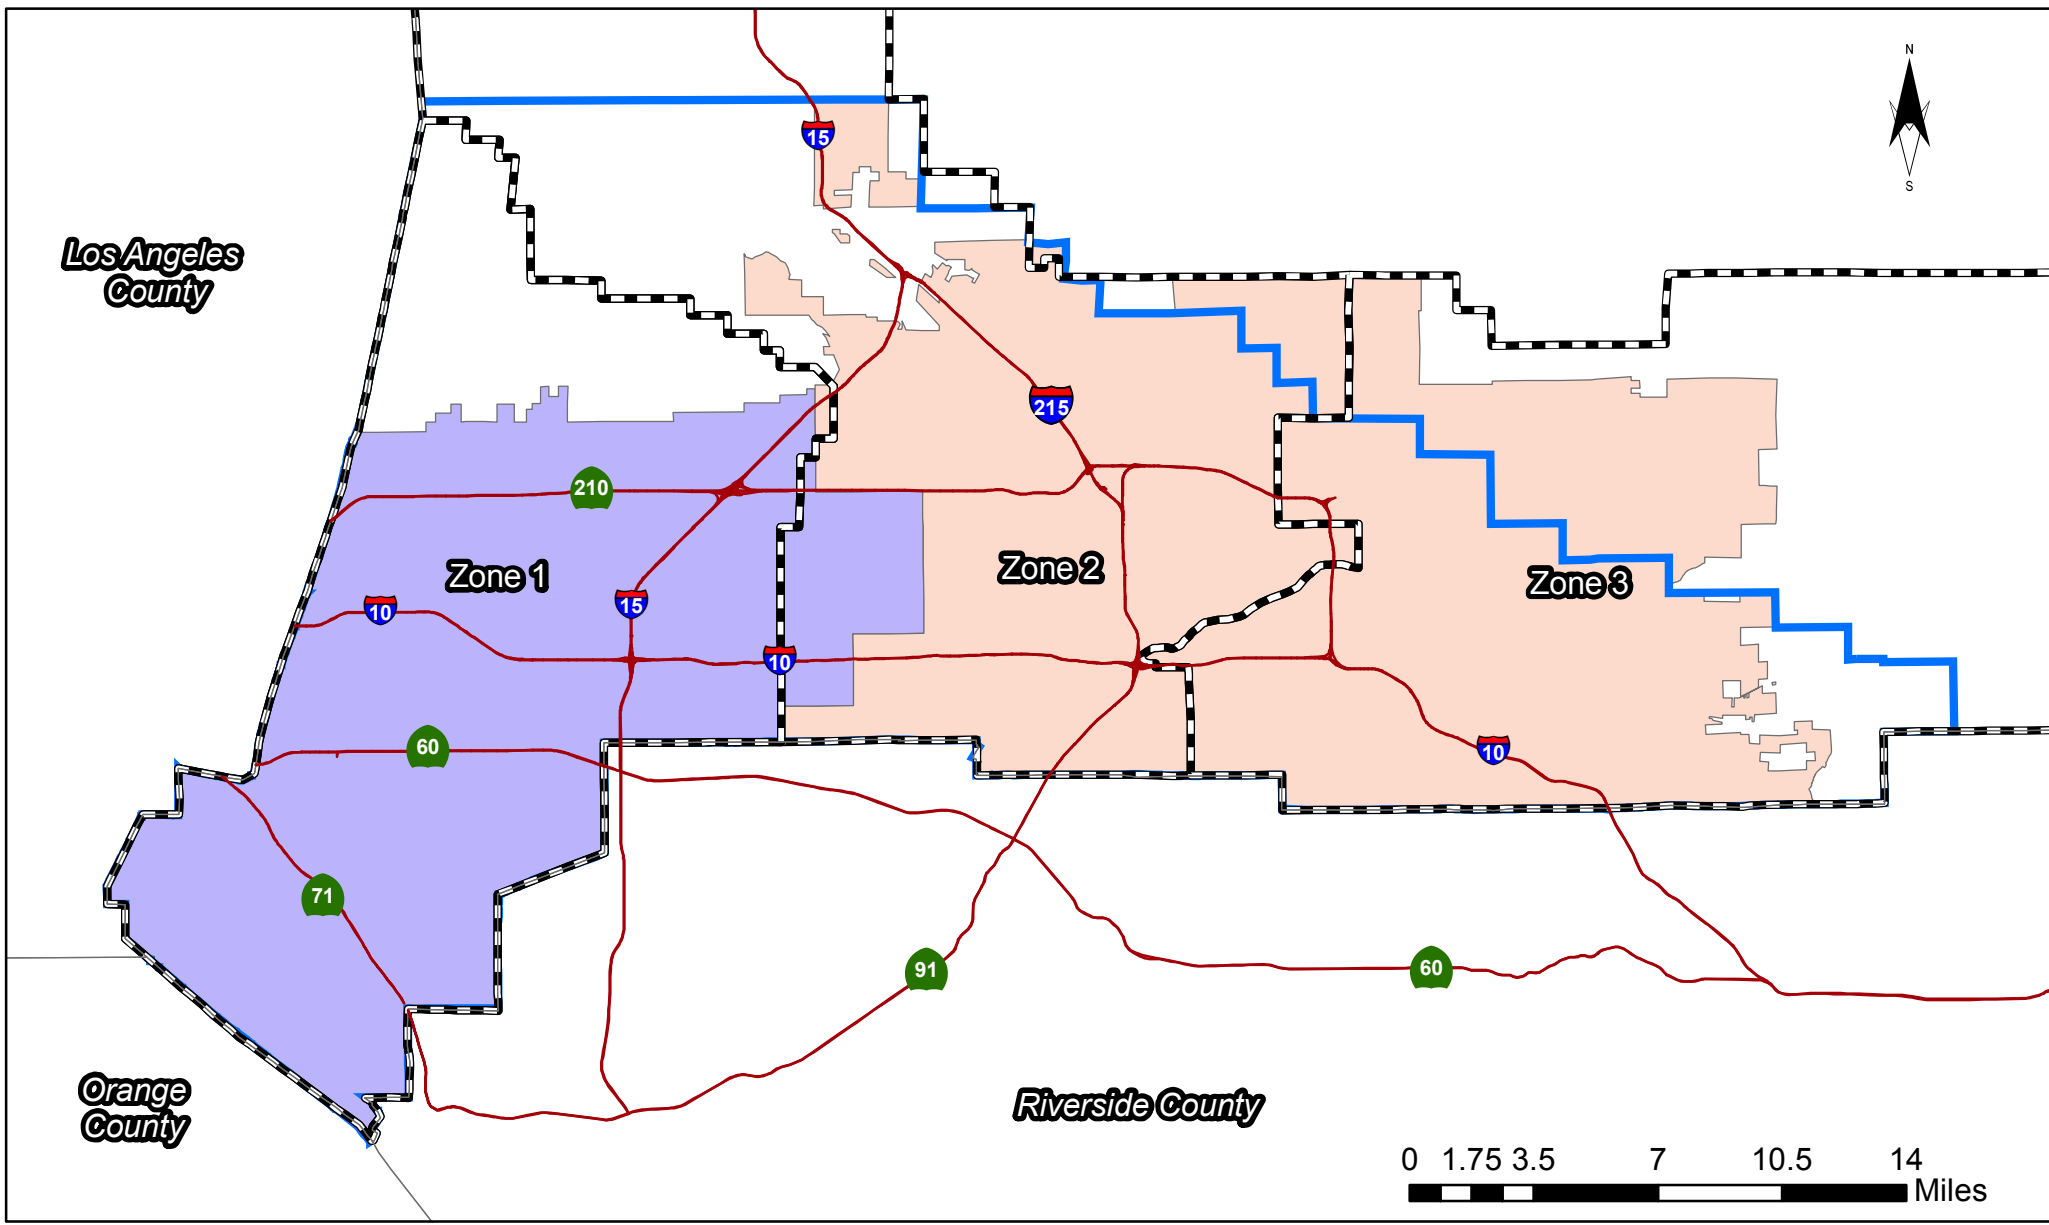 N
S
15
Los Angeles
County
215
210
Zone 1
Zone 2
Zone 3
10
15
10
60
10
71
91
60
Orange
County
Riverside County
0 1.75 3.5 7 10.5 14
Miles